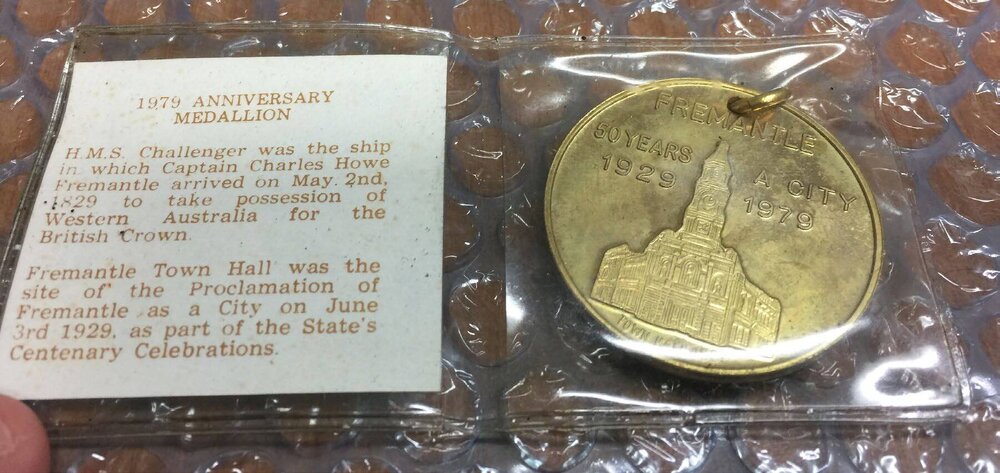 1979 ANNIVERSARY
MEDALLION
H.M.S. Challenger was the ship
in which Captain Charles Howe
Fremantle arrived on May. 2nd,
1829 to take possession of
Western Australia for the
British Crown.
Fremantle Town Hall was the
site of the Proclamation of
Fremantle as a City on June
3rd 1929, as part of the State's
Centenary Celebrations.
FREMANTLE
50 YEARS
A CITY
1929
1979
TOWN HALL